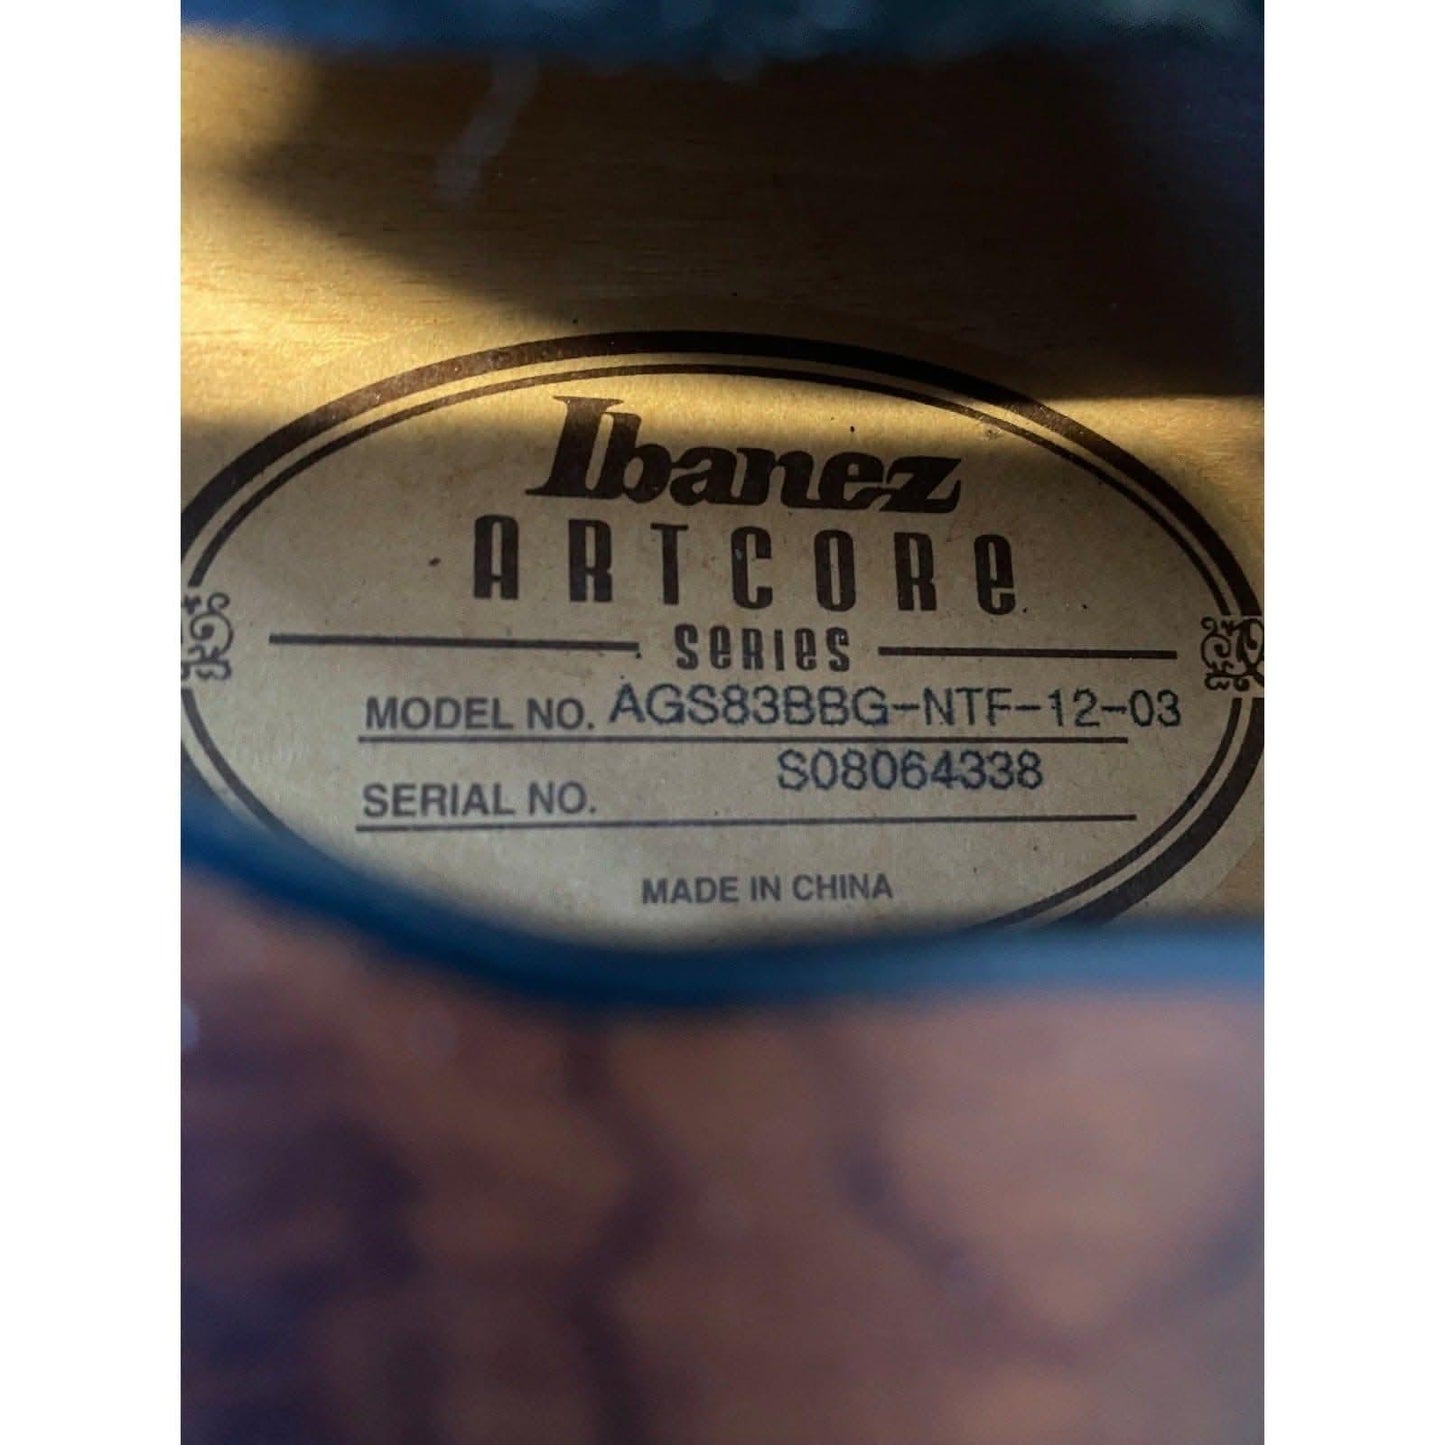 Ibanez
ARTCORE
SERIES
MODEL NO. AGS83BBG-NTF-12-03
SERIAL NO. S08064338
MADE IN CHINA